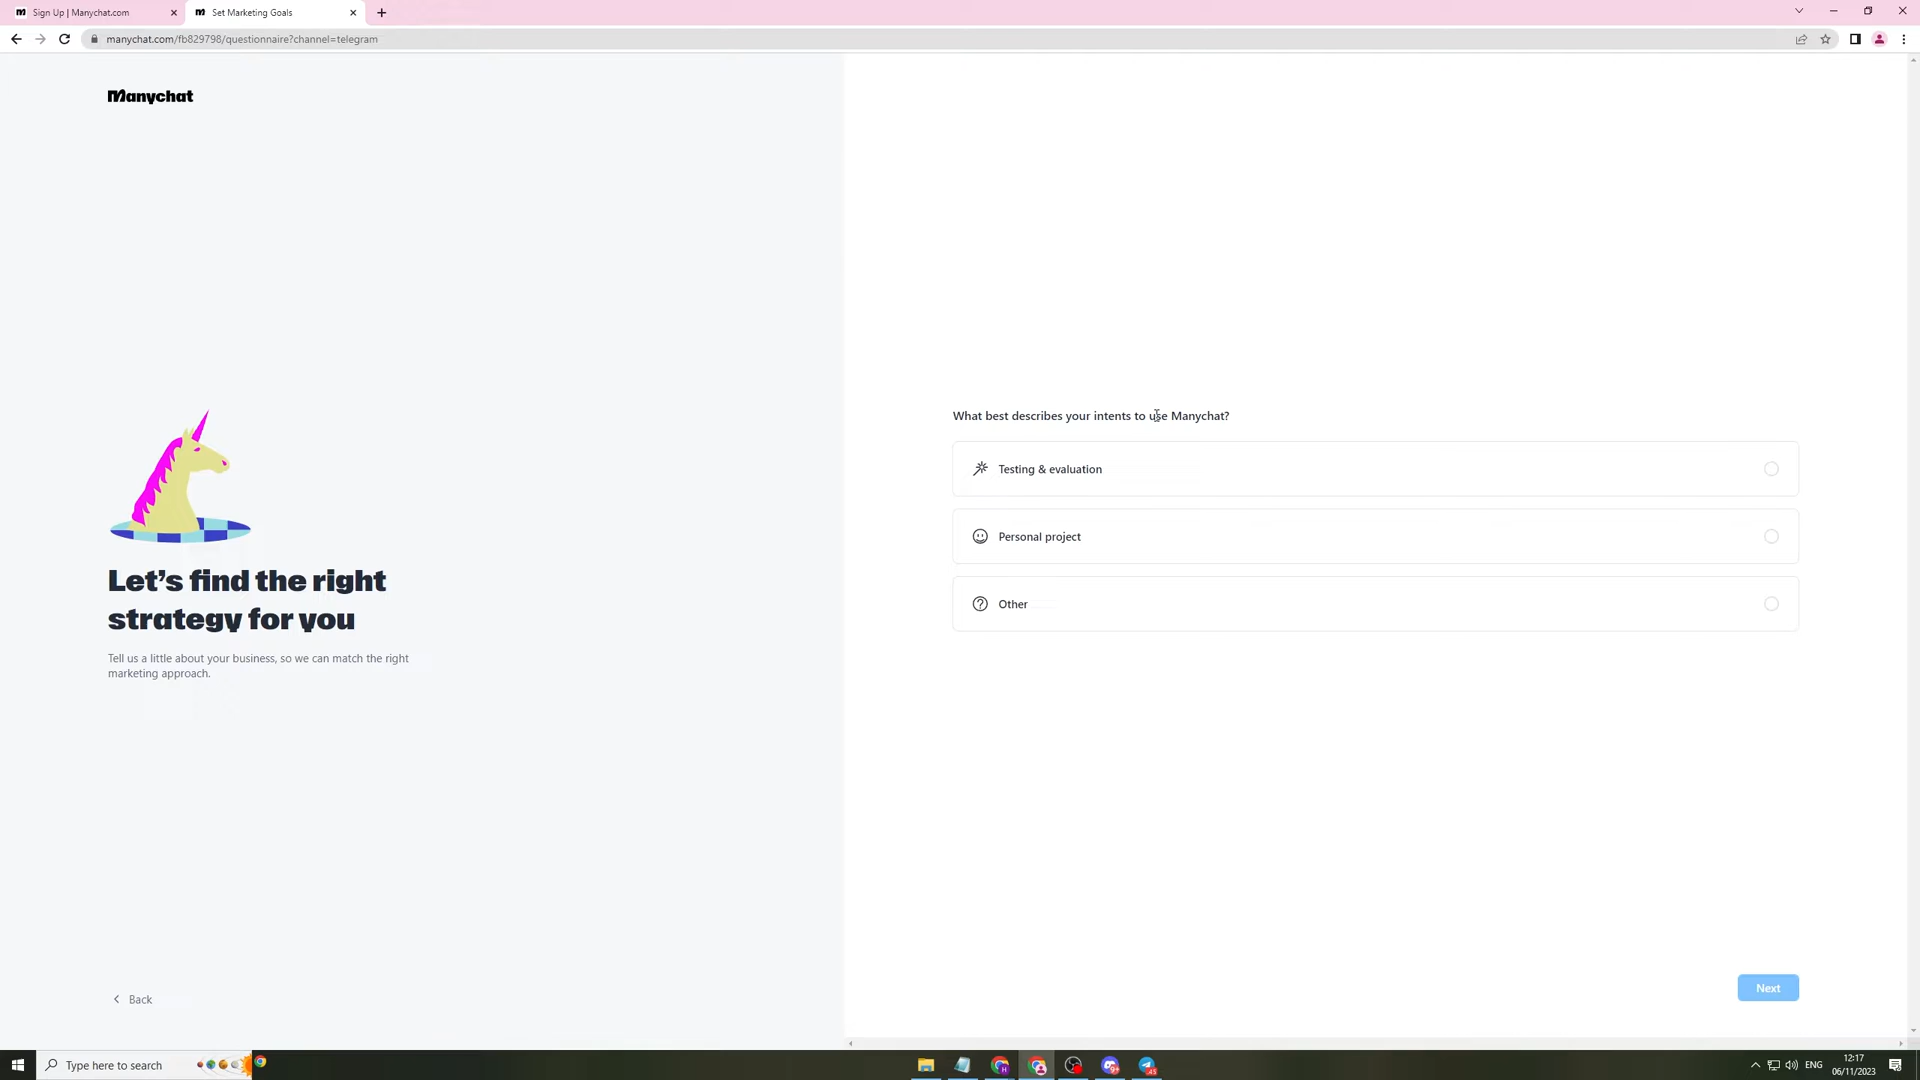 Sign Up | Manychat.com
Set Marketing Goals
manychat.com/fb829798/questionnaire?channel=telegram
Manychat
Let's find the right
strategy for you
Tell us a little about your business, so we can match the right
marketing approach.
Back
What best describes your intents to use Manychat?
Testing & evaluation
Personal project
Other
Next
Type here to search
ENG
12:17
06/11/2023